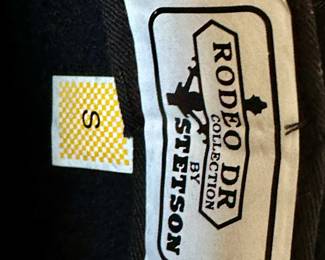 RODEO DR
COLLECTION
BY
STETSON
S